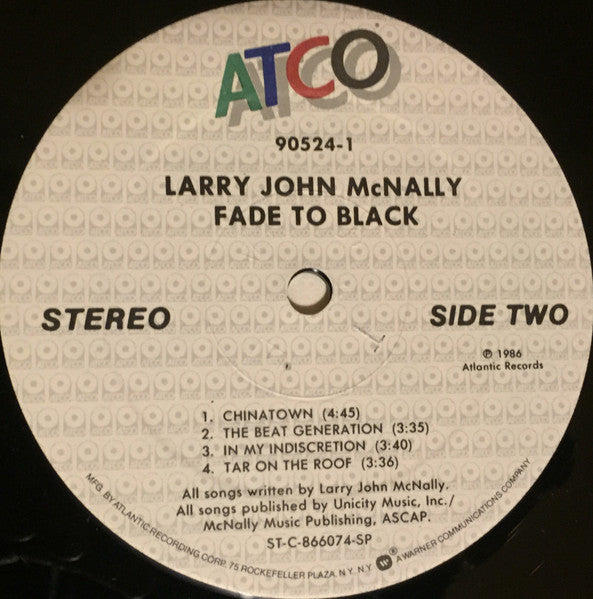 ATCO
90524-1
LARRY JOHN McNALLY
FADE TO BLACK
STEREO
SIDE TWO
℗ 1986
Atlantic Records
1. CHINATOWN (4:45)
2. THE BEAT GENERATION (3:35)
3. IN MY INDISCRETION (3:40)
4. TAR ON THE ROOF (3:36)
All songs written by Larry John McNally.
All songs published by Unicity Music, Inc./
McNally Music Publishing, ASCAP.
ST-C-866074-SP
MFG. BY ATLANTIC RECORDING CORP. 75 ROCKEFELLER PLAZA, N.Y. N.Y. ® A WARNER COMMUNICATIONS COMPANY